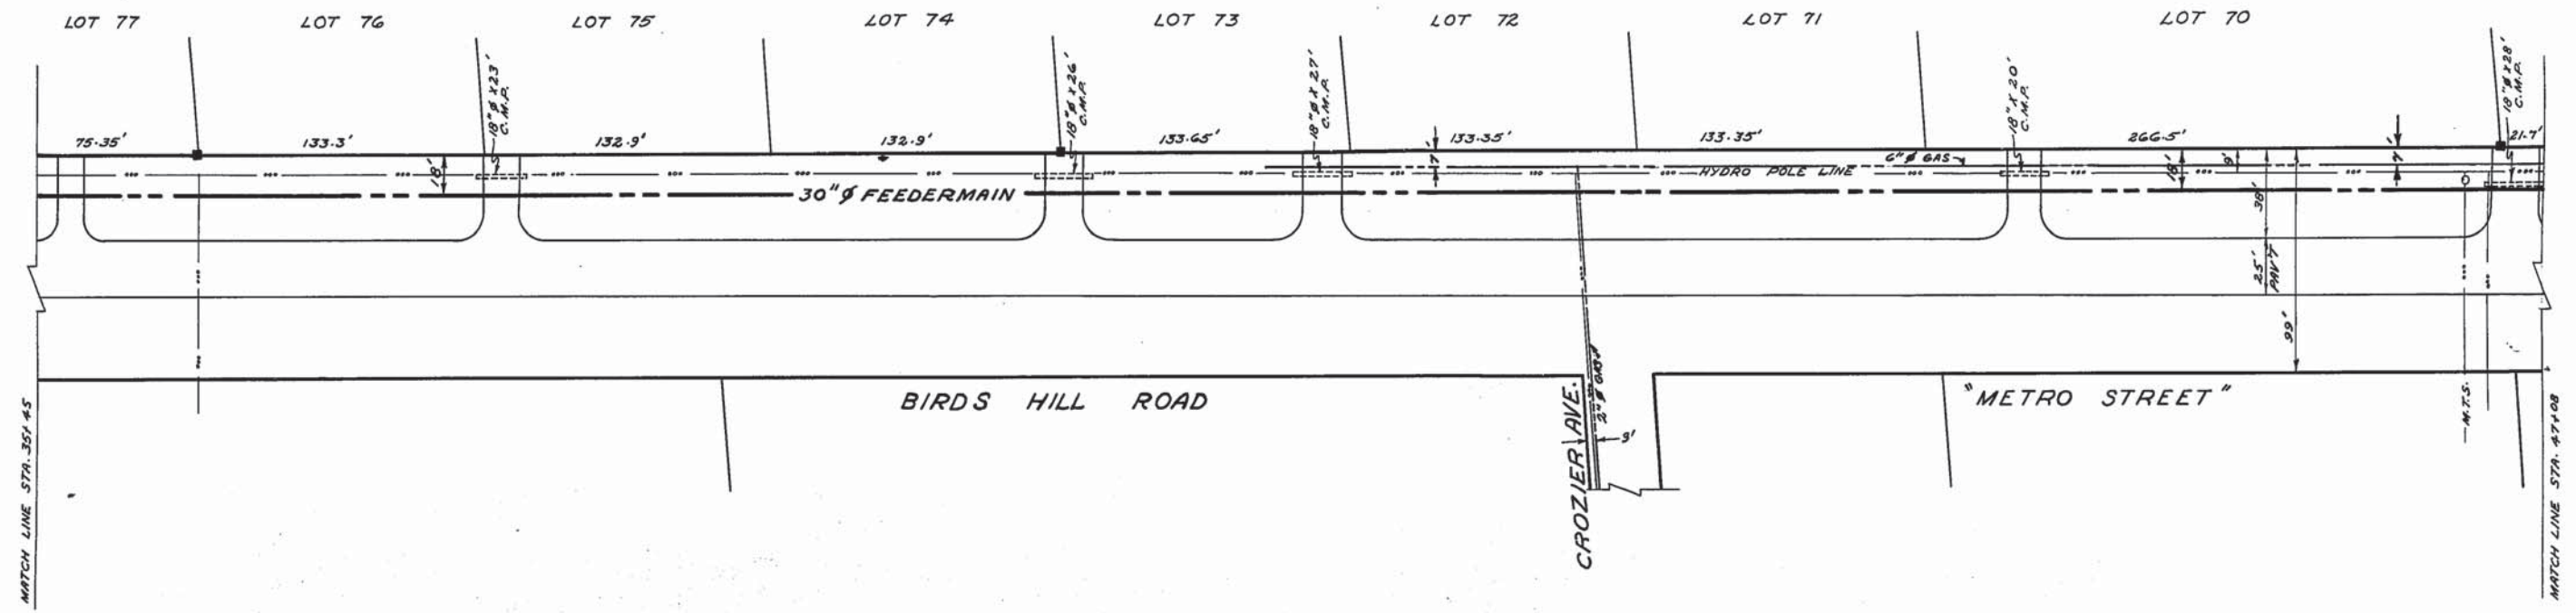 LOT 77
LOT 76
LOT 75
LOT 74
LOT 73
LOT 72
LOT 71
LOT 70
18"ø X 23'
C.M.P.
18"ø X 26'
C.M.P.
18"ø X 27'
C.M.P.
18" X 20'
C.M.P.
18"ø X 28'
C.M.P.
75.35'
133.3'
132.9'
132.9'
133.65'
133.35'
133.35'
266.5'
21.7'
18'
7'
6"ø GAS
18'
9'
7'
HYDRO POLE LINE
30"ø FEEDERMAIN
38'
25'
PAV'T
99'
BIRDS HILL ROAD
CROZIER AVE.
2"ø GAS
"METRO STREET"
M.T.S.
MATCH LINE STA. 35+45
MATCH LINE STA. 47+08